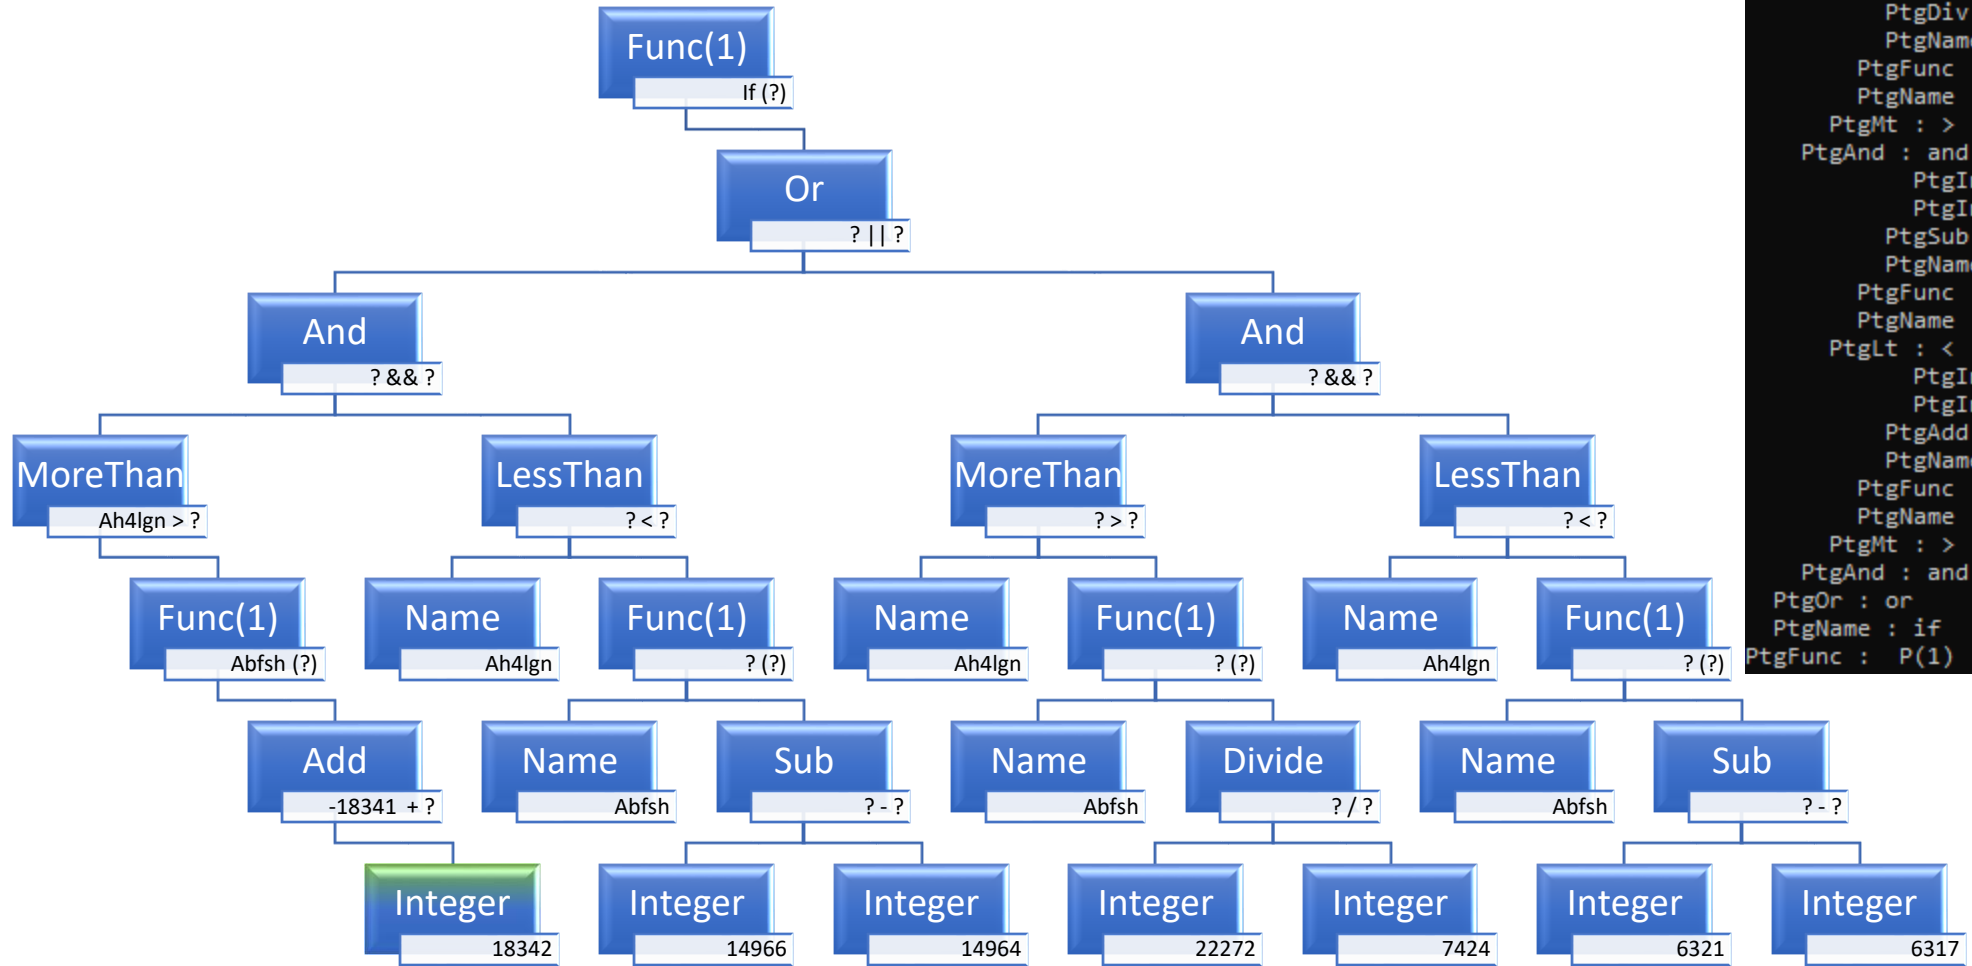 Func(1)
If (?)
Or
? || ?
And
? && ?
And
? && ?
MoreThan
Ah4lgn > ?
LessThan
? < ?
MoreThan
? > ?
LessThan
? < ?
Func(1)
Abfsh (?)
Name
Ah4lgn
Func(1)
? (?)
Name
Ah4lgn
Func(1)
? (?)
Name
Ah4lgn
Func(1)
? (?)
Add
-18341 + ?
Name
Abfsh
Sub
? - ?
Name
Abfsh
Divide
? / ?
Name
Abfsh
Sub
? - ?
Integer
18342
Integer
14966
Integer
14964
Integer
22272
Integer
7424
Integer
6321
Integer
6317
PtgDiv
PtgFunc
PtgName
PtgMt : >
PtgAnd : and
PtgSub
PtgFunc
PtgName
PtgLt : <
PtgAdd
PtgFunc
PtgName
PtgMt : >
PtgAnd : and
PtgOr : or
PtgName : if
PtgFunc : P(1)